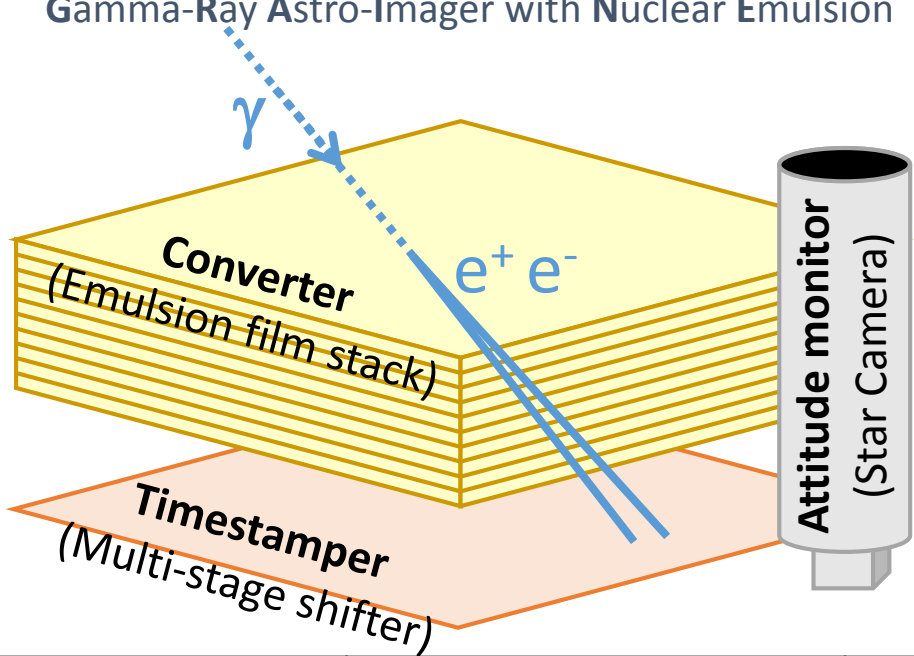 Gamma-Ray Astro-Imager with Nuclear Emulsion
γ
e+ e-
Converter
(Emulsion film stack)
Timestamper
(Multi-stage shifter)
Attitude monitor
(Star Camera)